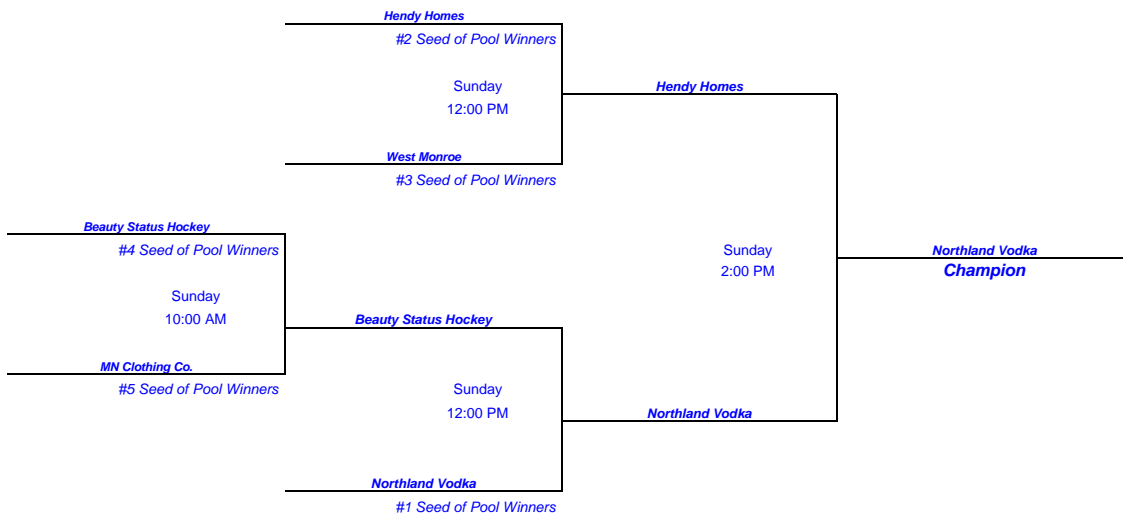 Hendy Homes
#2 Seed of Pool Winners
Sunday
12:00 PM
Hendy Homes
West Monroe
#3 Seed of Pool Winners
Beauty Status Hockey
#4 Seed of Pool Winners
Sunday
2:00 PM
Northland Vodka
Champion
Sunday
10:00 AM
Beauty Status Hockey
MN Clothing Co.
#5 Seed of Pool Winners
Sunday
12:00 PM
Northland Vodka
Northland Vodka
#1 Seed of Pool Winners